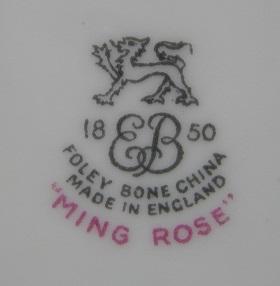 18 EB 50
FOLEY BONE CHINA
MADE IN ENGLAND
"MING ROSE"